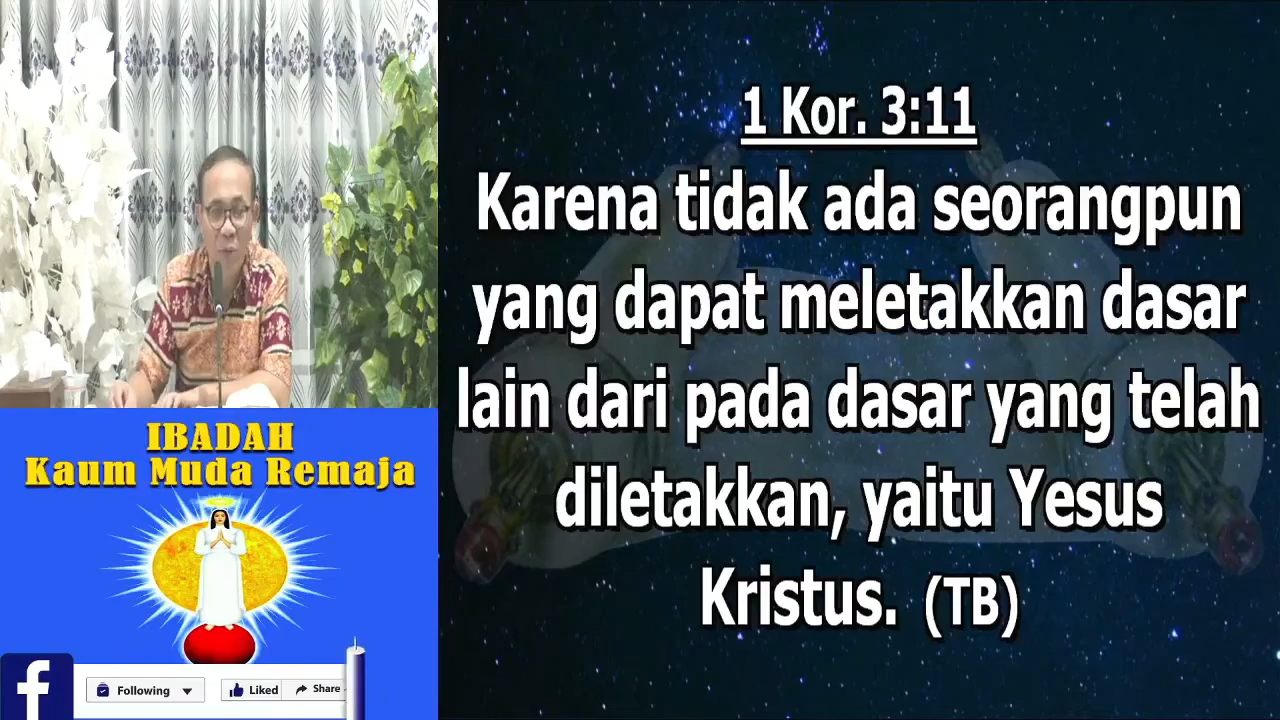 1 Kor. 3:11
Karena tidak ada seorangpun
yang dapat meletakkan dasar
lain dari pada dasar yang telah
diletakkan, yaitu Yesus
Kristus. (TB)
IBADAH
Kaum Muda Remaja
f
Following
Liked
Share